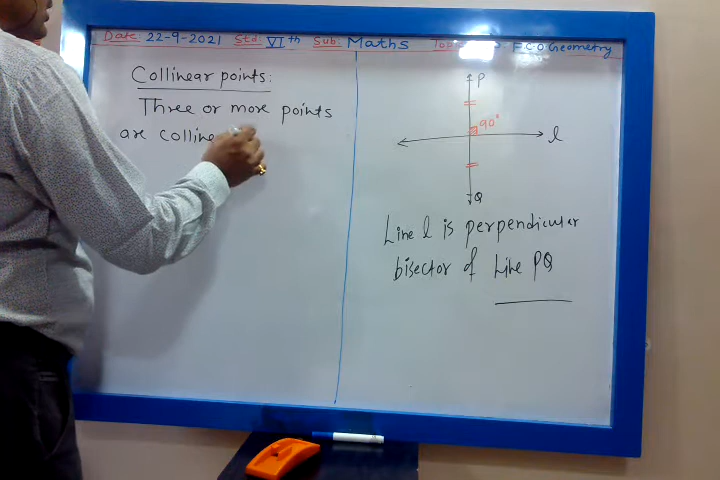 Date: 22-9-2021 Std: VIth Sub: Maths
Geometry
Collinear points:
Three or more points
are colline
P
90°
l
Q
Line l is perpendicular
bisector of Line PQ